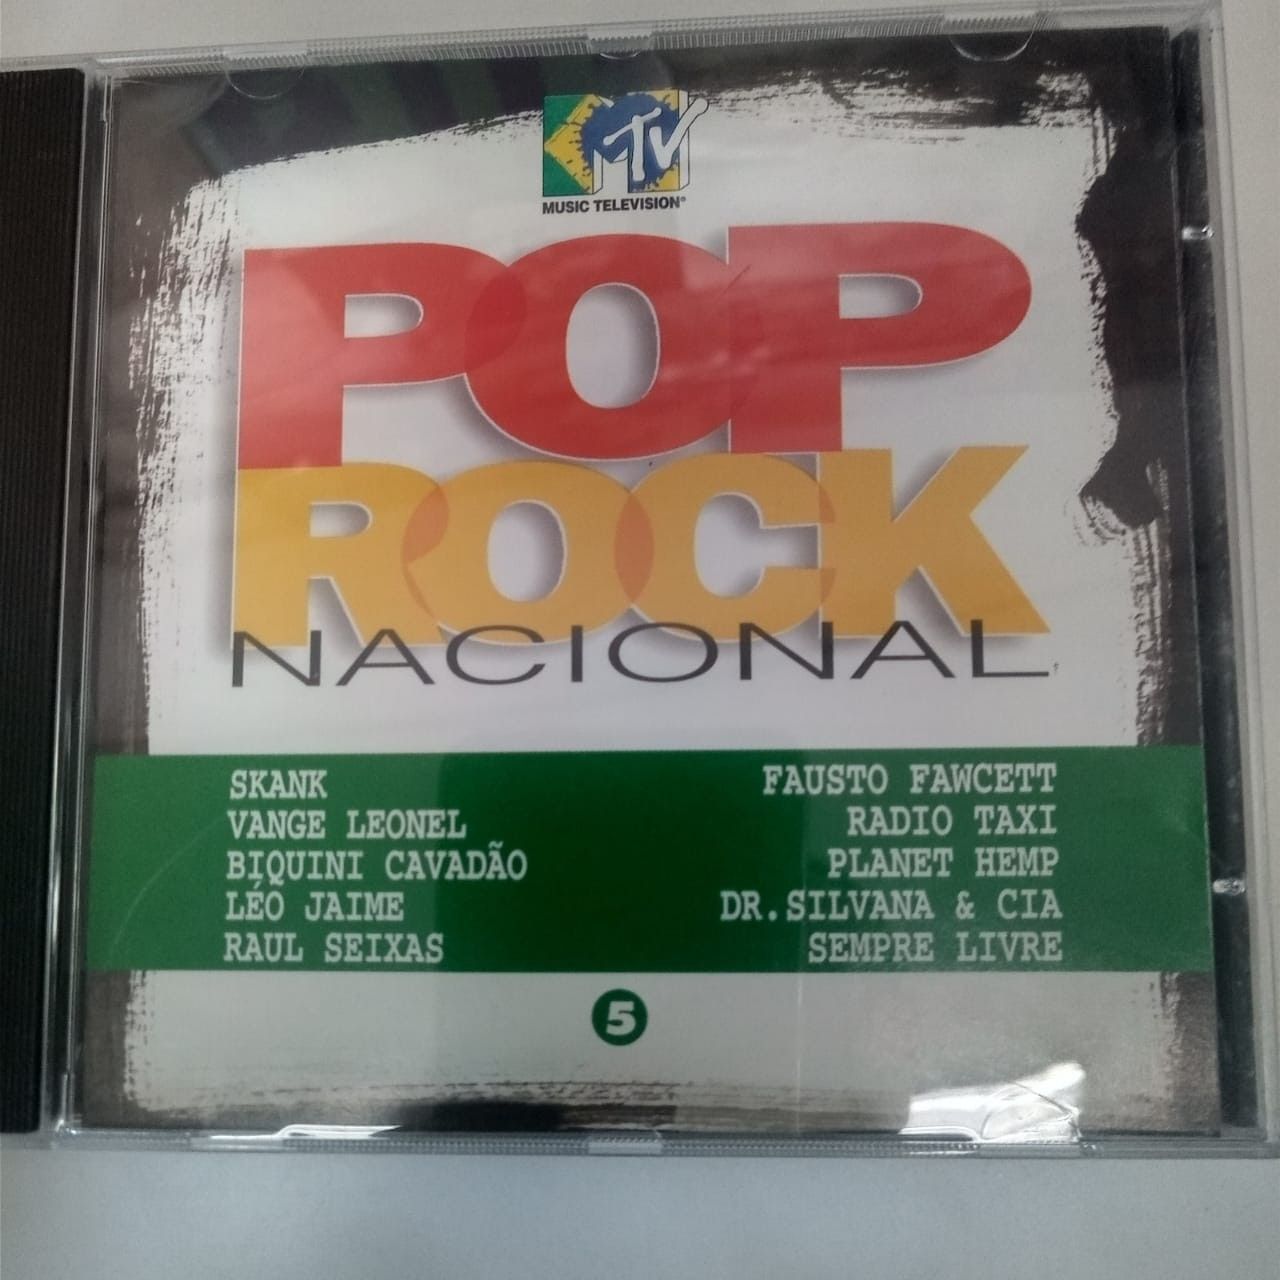 MTV
MUSIC TELEVISION®
POP
ROCK
NACIONAL
SKANK
VANGE LEONEL
BIQUINI CAVADÃO
LÉO JAIME
RAUL SEIXAS
FAUSTO FAWCETT
RADIO TAXI
PLANET HEMP
DR.SILVANA & CIA
SEMPRE LIVRE
5